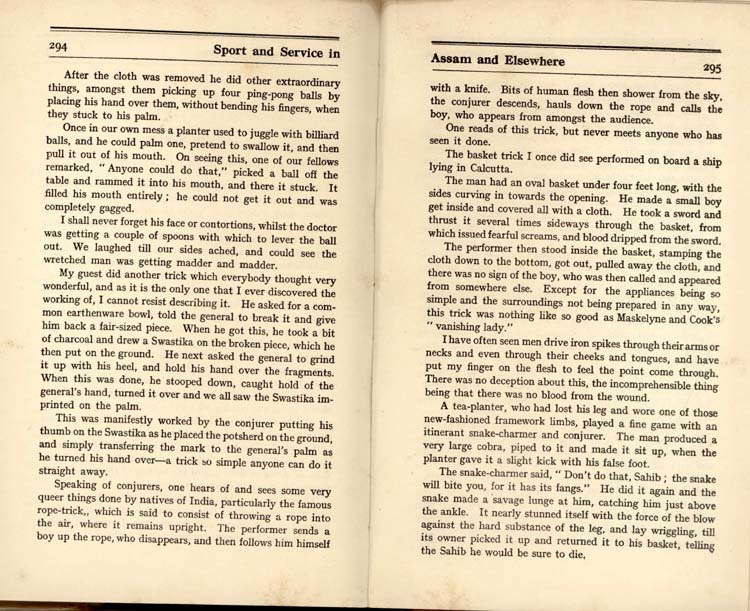 294
Sport and Service in
After the cloth was removed he did other extraordinary
things, amongst them picking up four ping-pong balls by
placing his hand over them, without bending his fingers, when
they stuck to his palm.
Once in our own mess a planter used to juggle with billiard
balls, and he could palm one, pretend to swallow it, and then
pull it out of his mouth. On seeing this, one of our fellows
remarked, "Anyone could do that," picked a ball off the
table and rammed it into his mouth, and there it stuck. It
filled his mouth entirely; he could not get it out and was
completely gagged.
I shall never forget his face or contortions, whilst the doctor
was getting a couple of spoons with which to lever the ball
out. We laughed till our sides ached, and could see the
wretched man was getting madder and madder.
My guest did another trick which everybody thought very
wonderful, and as it is the only one that I ever discovered the
working of, I cannot resist describing it. He asked for a com-
mon earthenware bowl, told the general to break it and give
him back a fair-sized piece. When he got this, he took a bit
of charcoal and drew a Swastika on the broken piece, which he
then put on the ground. He next asked the general to grind
it up with his heel, and hold his hand over the fragments.
When this was done, he stooped down, caught hold of the
general's hand, turned it over and we all saw the Swastika im-
printed on the palm.
This was manifestly worked by the conjurer putting his
thumb on the Swastika as he placed the potsherd on the ground,
and simply transferring the mark to the general's palm as
he turned his hand over—a trick so simple anyone can do it
straight away.
Speaking of conjurers, one hears of and sees some very
queer things done by natives of India, particularly the famous
rope-trick,, which is said to consist of throwing a rope into
the air, where it remains upright. The performer sends a
boy up the rope, who disappears, and then follows him himself
Assam and Elsewhere
295
with a knife. Bits of human flesh then shower from the sky,
the conjurer descends, hauls down the rope and calls the
boy, who appears from amongst the audience.
One reads of this trick, but never meets anyone who has
seen it done.
The basket trick I once did see performed on board a ship
lying in Calcutta.
The man had an oval basket under four feet long, with the
sides curving in towards the opening. He made a small boy
get inside and covered all with a cloth. He took a sword and
thrust it several times sideways through the basket, from
which issued fearful screams, and blood dripped from the sword.
The performer then stood inside the basket, stamping the
cloth down to the bottom, got out, pulled away the cloth, and
there was no sign of the boy, who was then called and appeared
from somewhere else. Except for the appliances being so
simple and the surroundings not being prepared in any way,
this trick was nothing like so good as Maskelyne and Cook's
"vanishing lady."
I have often seen men drive iron spikes through their arms or
necks and even through their cheeks and tongues, and have
put my finger on the flesh to feel the point come through.
There was no deception about this, the incomprehensible thing
being that there was no blood from the wound.
A tea-planter, who had lost his leg and wore one of those
new-fashioned framework limbs, played a fine game with an
itinerant snake-charmer and conjurer. The man produced a
very large cobra, piped to it and made it sit up, when the
planter gave it a slight kick with his false foot.
The snake-charmer said, "Don't do that, Sahib; the snake
will bite you, for it has its fangs." He did it again and the
snake made a savage lunge at him, catching him just above
the ankle. It nearly stunned itself with the force of the blow
against the hard substance of the leg, and lay wriggling, till
its owner picked it up and returned it to his basket, telling
the Sahib he would be sure to die.